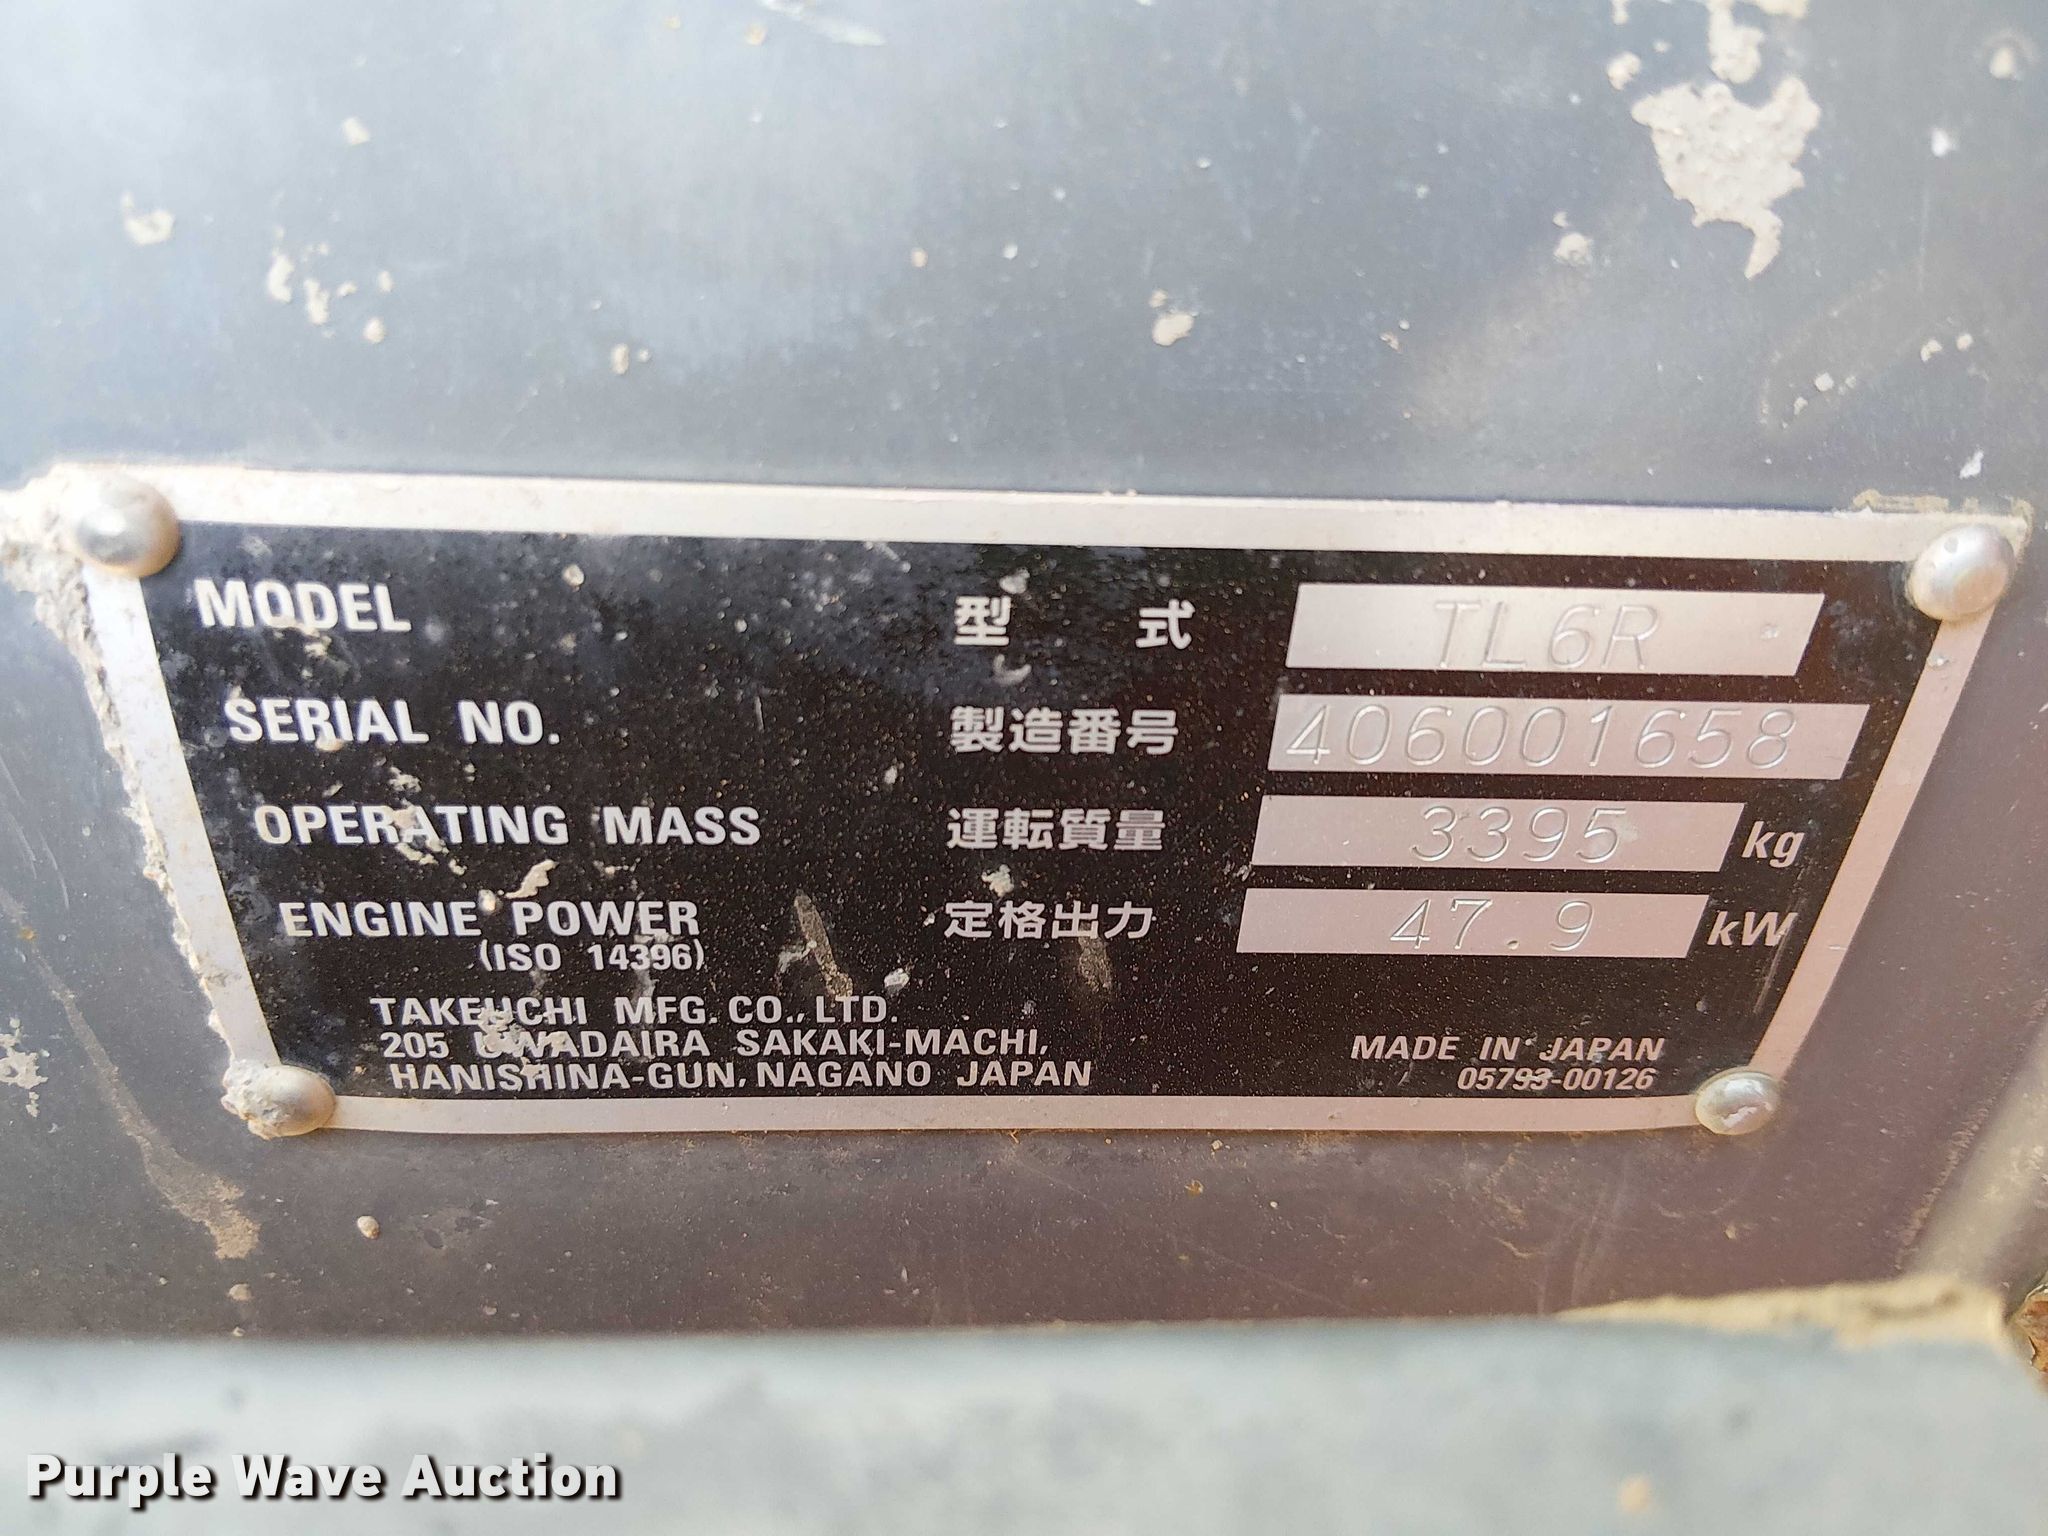 MODEL 型 式 TL6R
SERIAL NO. 製造番号 406001658
OPERATING MASS 運転質量 3395 kg
ENGINE POWER 定格出力 47.9 kW
(ISO 14396)
TAKEUCHI MFG. CO., LTD.
205 UWADAIRA SAKAKI-MACHI,
HANISHINA-GUN, NAGANO JAPAN
MADE IN JAPAN
05793-00126
Purple Wave Auction